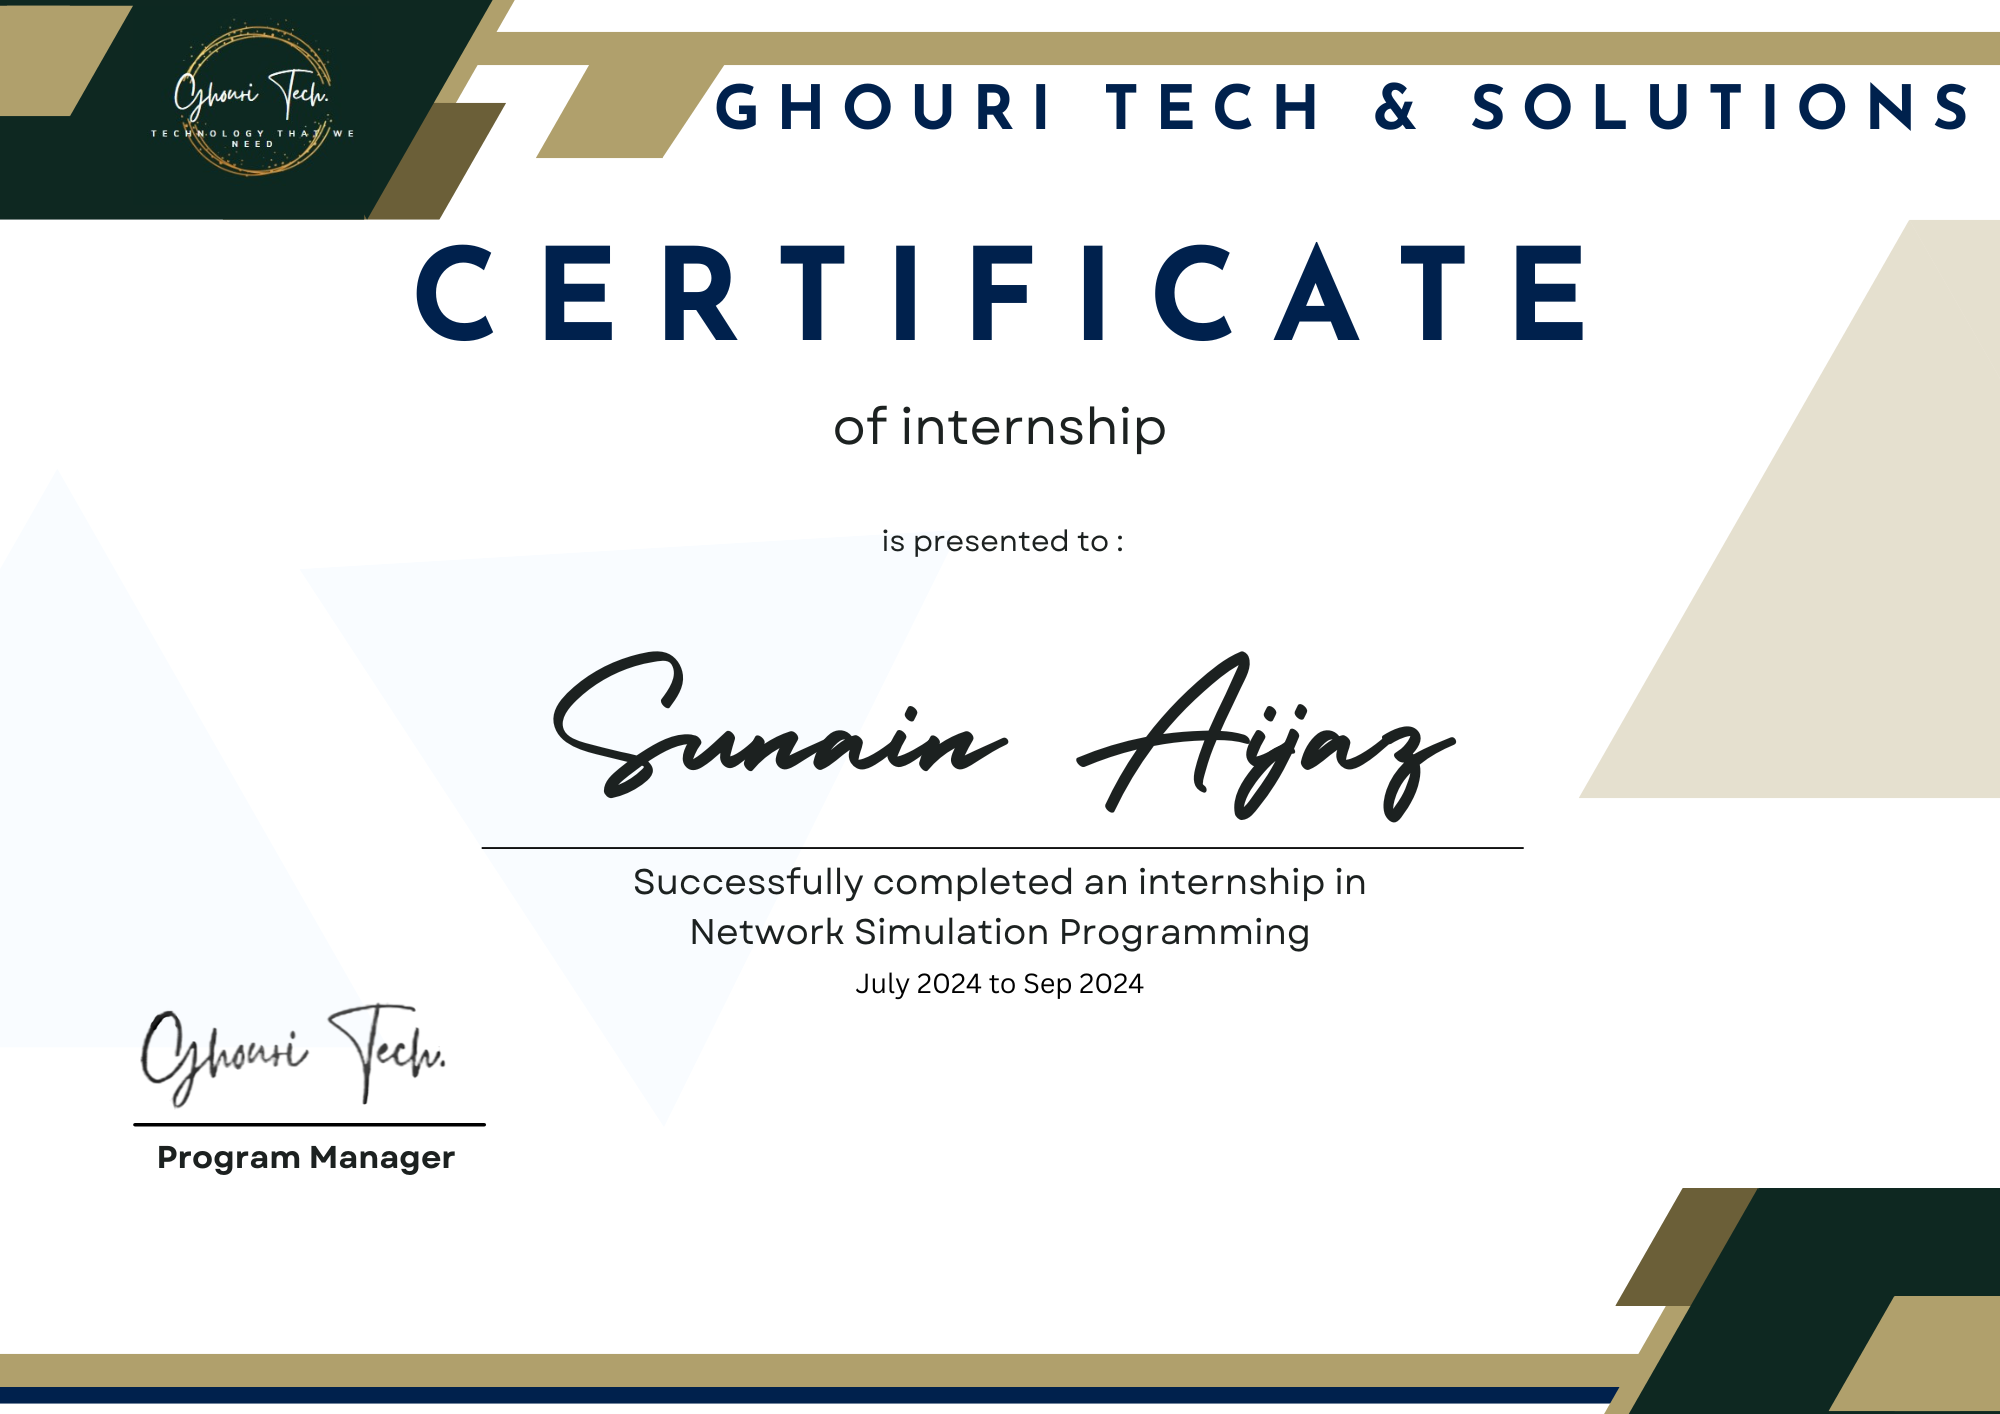 Ghouri Tech.
TECHNOLOGY THAT WE
NEED
GHOURI TECH & SOLUTIONS
CERTIFICATE
of internship
is presented to :
Sunain Aijaz
Successfully completed an internship in
Network Simulation Programming
July 2024 to Sep 2024
Ghouri Tech.
Program Manager